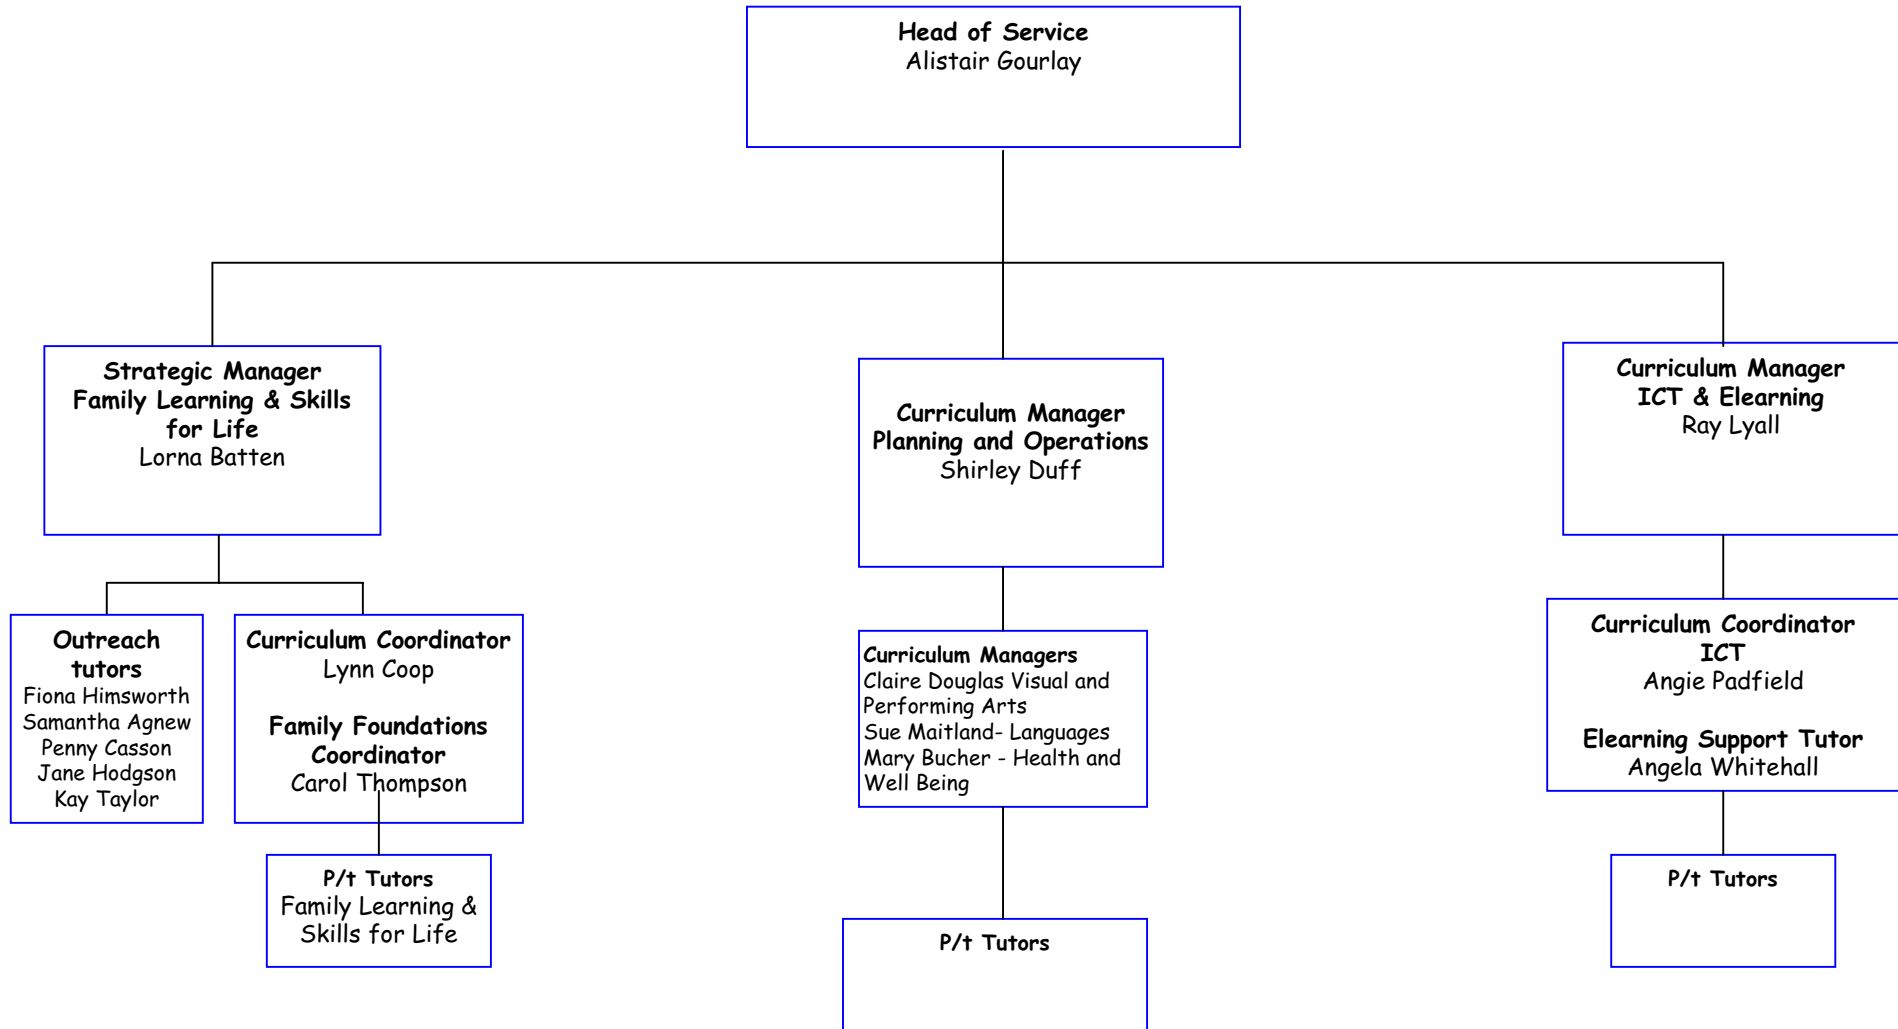 Head of Service
Alistair Gourlay
Strategic Manager
Family Learning & Skills
for Life
Lorna Batten
Curriculum Manager
Planning and Operations
Shirley Duff
Curriculum Manager
ICT & Elearning
Ray Lyall
Outreach
tutors
Fiona Himsworth
Samantha Agnew
Penny Casson
Jane Hodgson
Kay Taylor
Curriculum Coordinator
Lynn Coop
Family Foundations
Coordinator
Carol Thompson
Curriculum Managers
Claire Douglas Visual and
Performing Arts
Sue Maitland- Languages
Mary Bucher - Health and
Well Being
Curriculum Coordinator
ICT
Angie Padfield
Elearning Support Tutor
Angela Whitehall
P/t Tutors
Family Learning &
Skills for Life
P/t Tutors
P/t Tutors